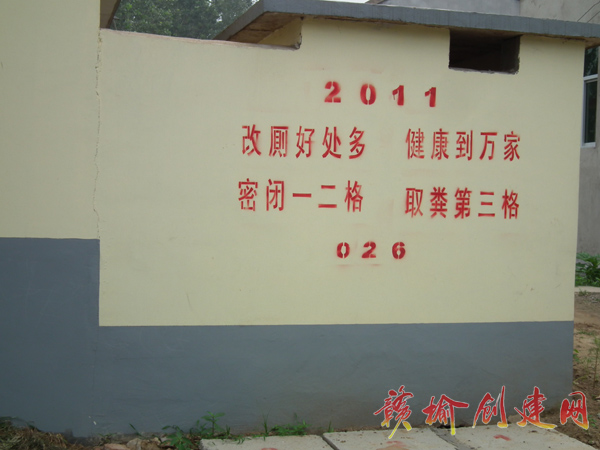 2011
改厕好处多 健康到万家
密闭一二格 取粪第三格
026
赣榆创建网